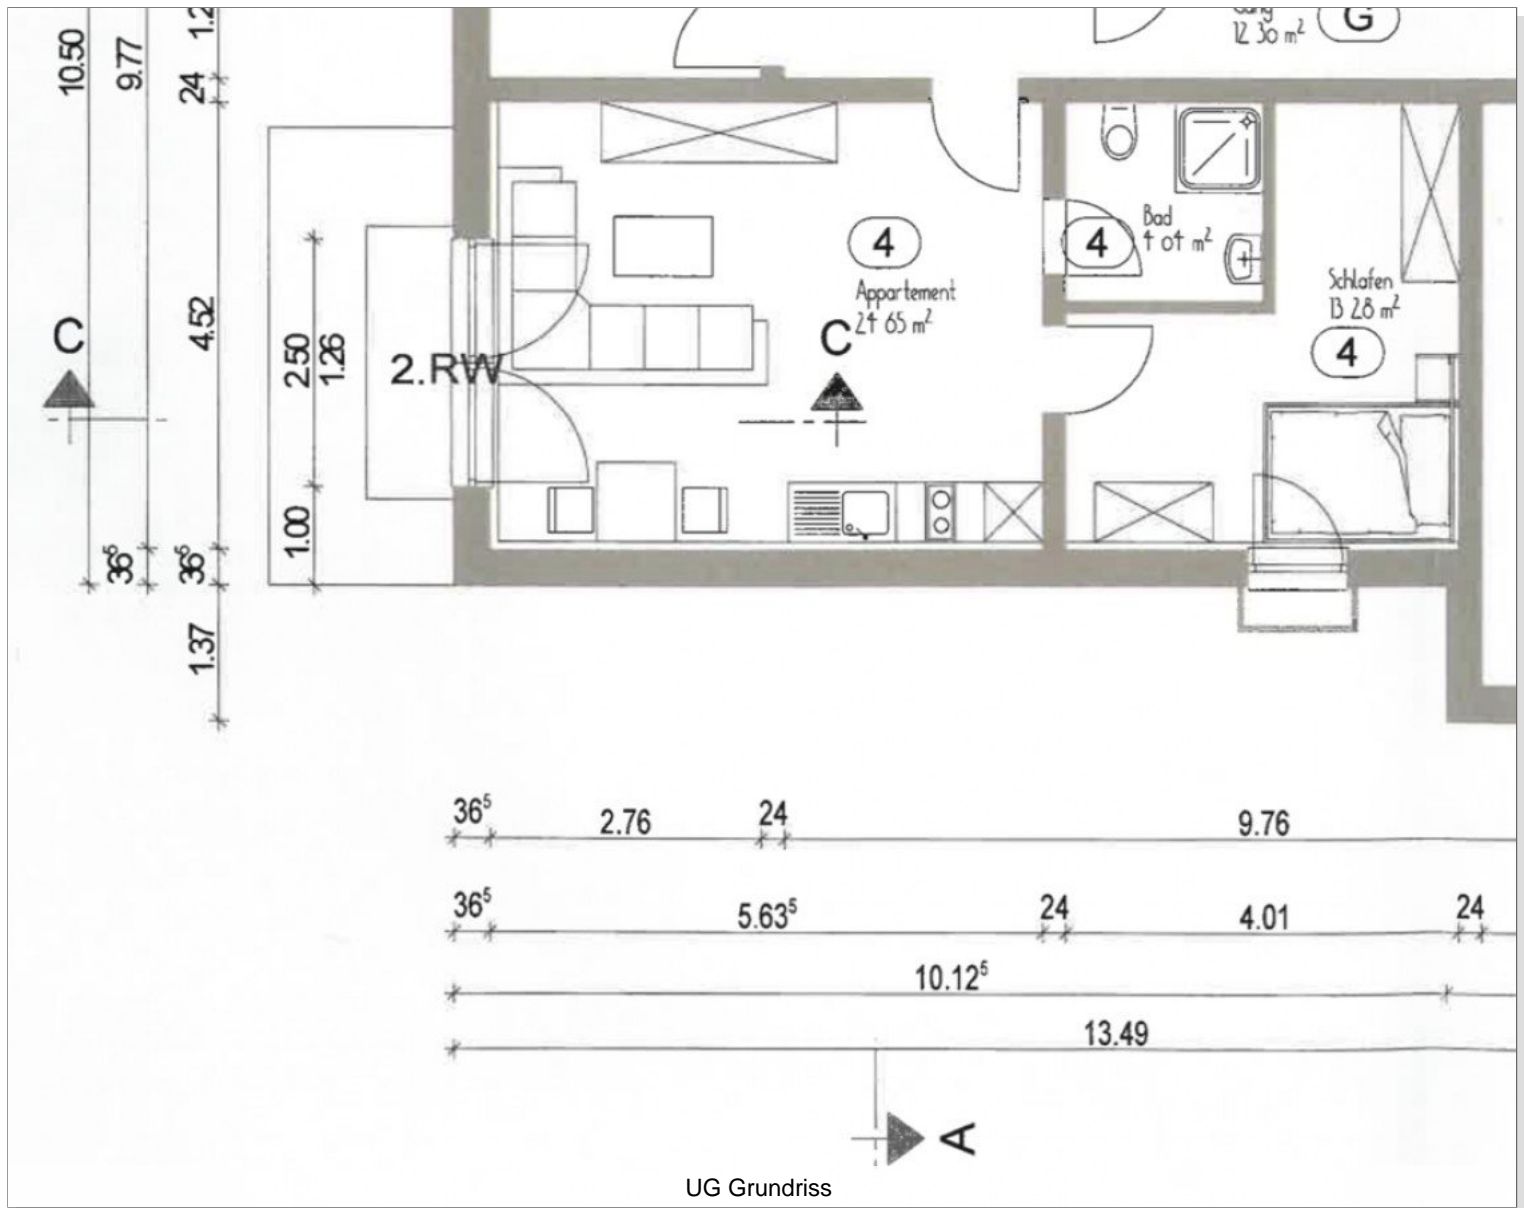 10.50
9.77
24
12 30 m²
G
4
Appartement
24 65 m²
4
Bad
4 04 m²
Schlafen
13 28 m²
4
C
4.52
2.50
1.26
2.RW
C
1.00
36⁵
36⁵
1.37
36⁵
2.76
24
9.76
36⁵
5.63⁵
24
4.01
24
10.12⁵
13.49
A
UG Grundriss